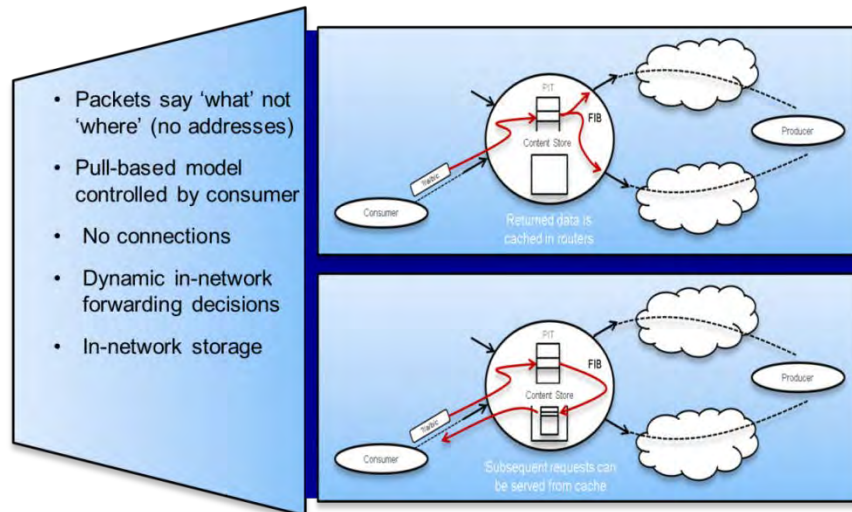 • Packets say ‘what’ not
‘where’ (no addresses)
• Pull-based model
controlled by consumer
• No connections
• Dynamic in-network
forwarding decisions
• In-network storage
PIT
FIB
Content Store
Consumer
Producer
Returned data is
cached in routers
PIT
FIB
Content Store
Consumer
Producer
Subsequent requests can
be served from cache